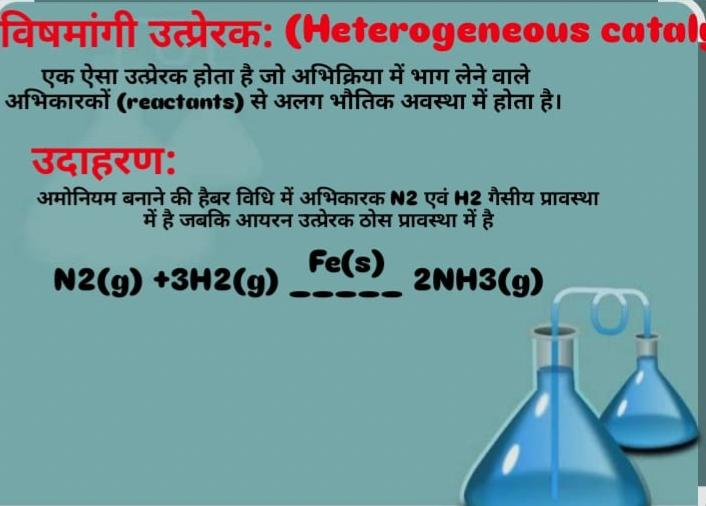 विषमांगी उत्प्रेरक: (Heterogeneous
एक ऐसा उत्प्रेरक होता है जो अभिक्रिया में भाग लेने वाले
अभिकारकों (reactants) से अलग भौतिक अवस्था में होता है।
उदाहरण:
अमोनियम बनाने की हैबर विधि में अभिकारक N2 एवं H2 गैसीय प्रावस्था
में है जबकि आयरन उत्प्रेरक ठोस प्रावस्था में है
Fe(s)
N2(g) +3H2(g) _____ 2NH3(g)